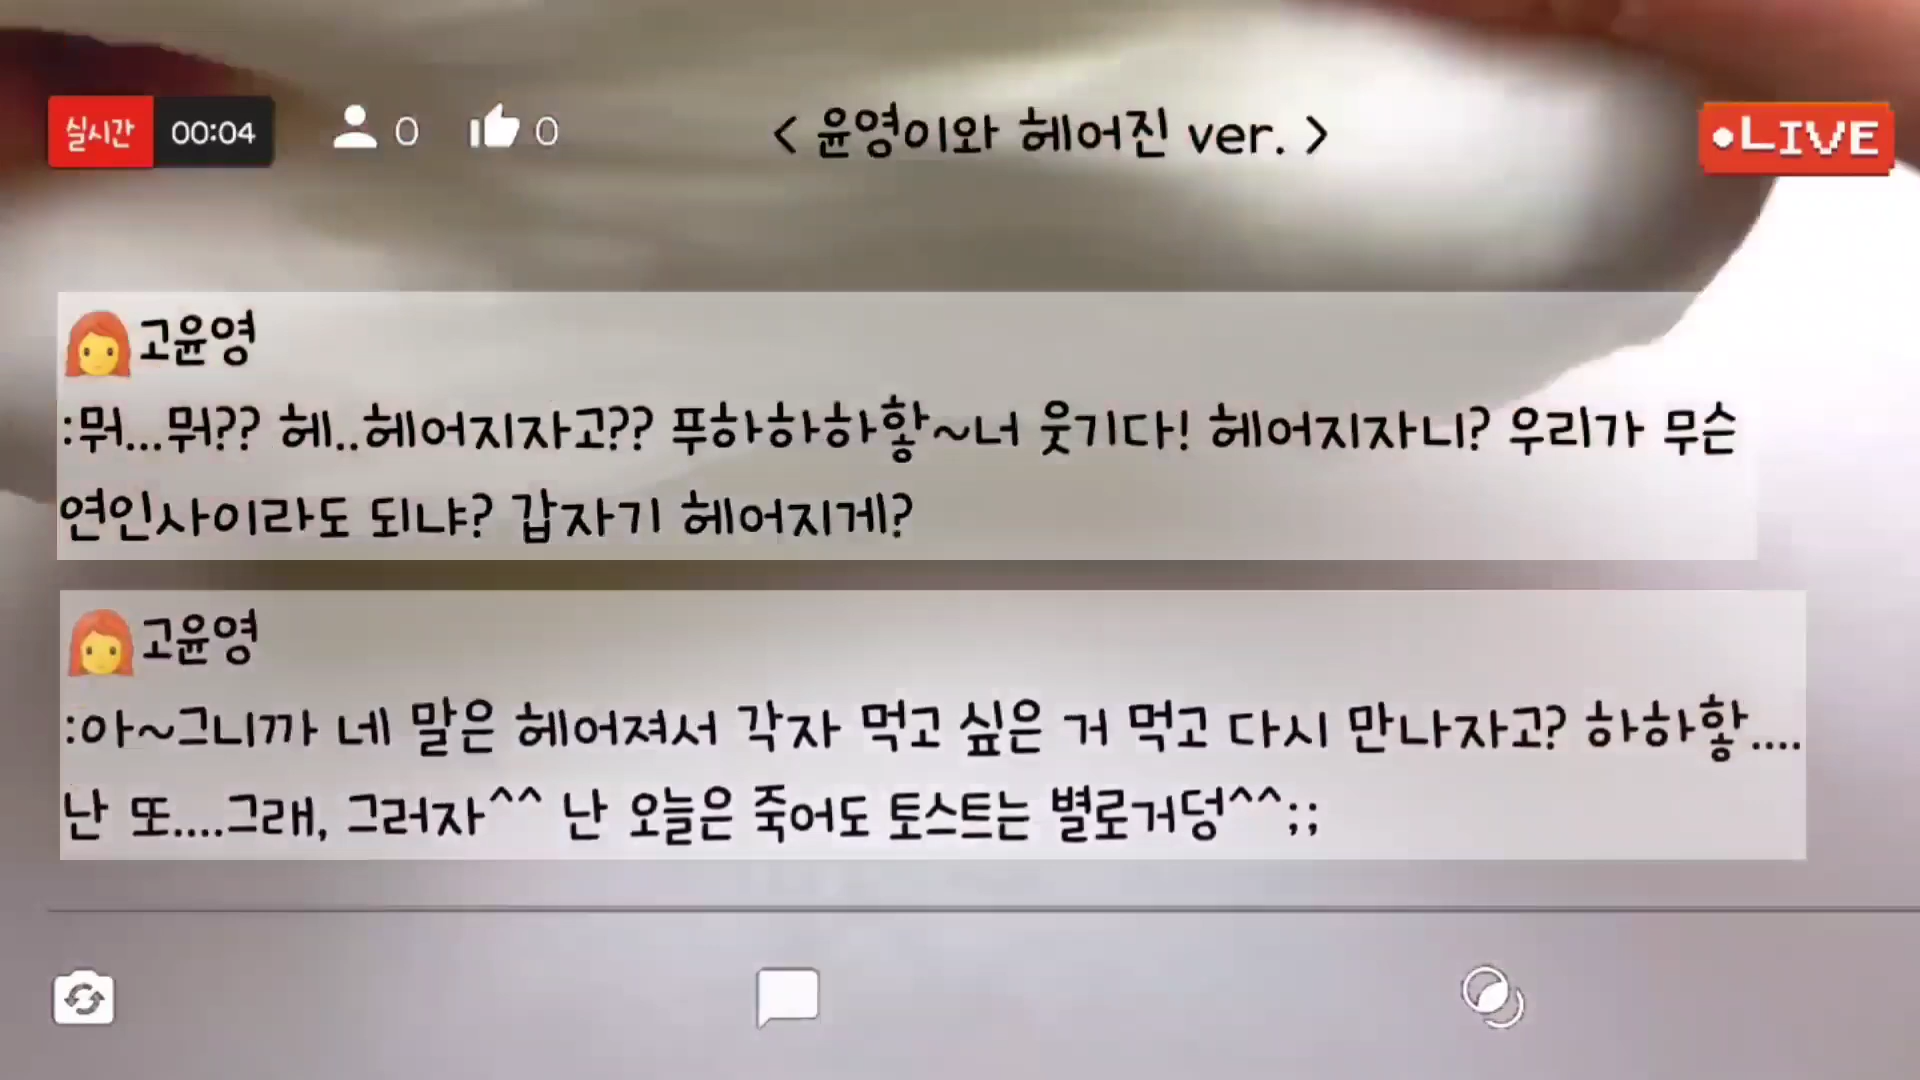 실시간 00:04 0 0 < 윤영이와 헤어진 ver. > •LIVE
고윤영
:뭐...뭐?? 헤..헤어지자고?? 푸하하하핳~너 웃기다! 헤어지자니? 우리가 무슨
연인사이라도 되냐? 갑자기 헤어지게?
고윤영
:아~그니까 네 말은 헤어져서 각자 먹고 싶은 거 먹고 다시 만나자고? 하하핳....
난 또....그래, 그러자^^ 난 오늘은 죽어도 토스트는 별로거덩^^;;